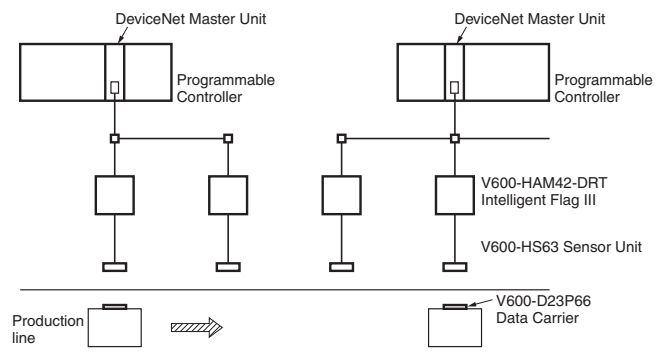 DeviceNet Master Unit
DeviceNet Master Unit
Programmable
Controller
Programmable
Controller
V600-HAM42-DRT
Intelligent Flag III
V600-HS63 Sensor Unit
V600-D23P66
Data Carrier
Production
line